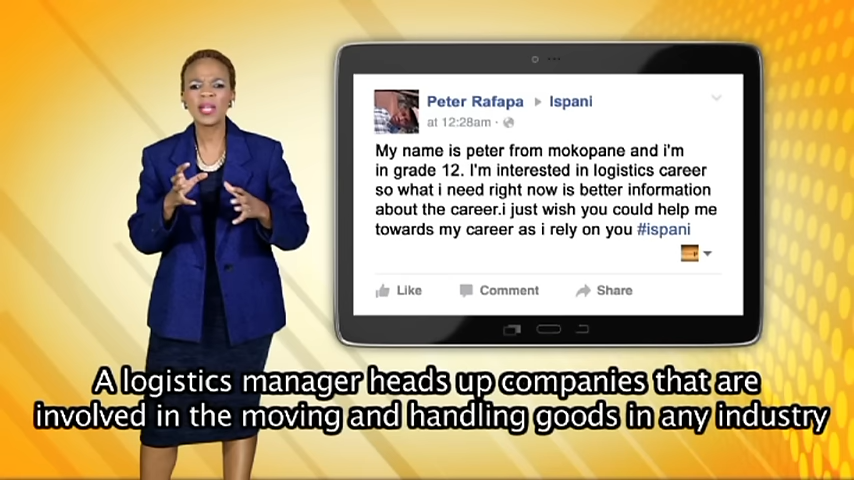 Peter Rafapa ▸ Ispani
at 12:28am ·
My name is peter from mokopane and i'm
in grade 12. I'm interested in logistics career
so what i need right now is better information
about the career.i just wish you could help me
towards my career as i rely on you #ispani
Like Comment Share
A logistics manager heads up companies that are
involved in the moving and handling goods in any industry